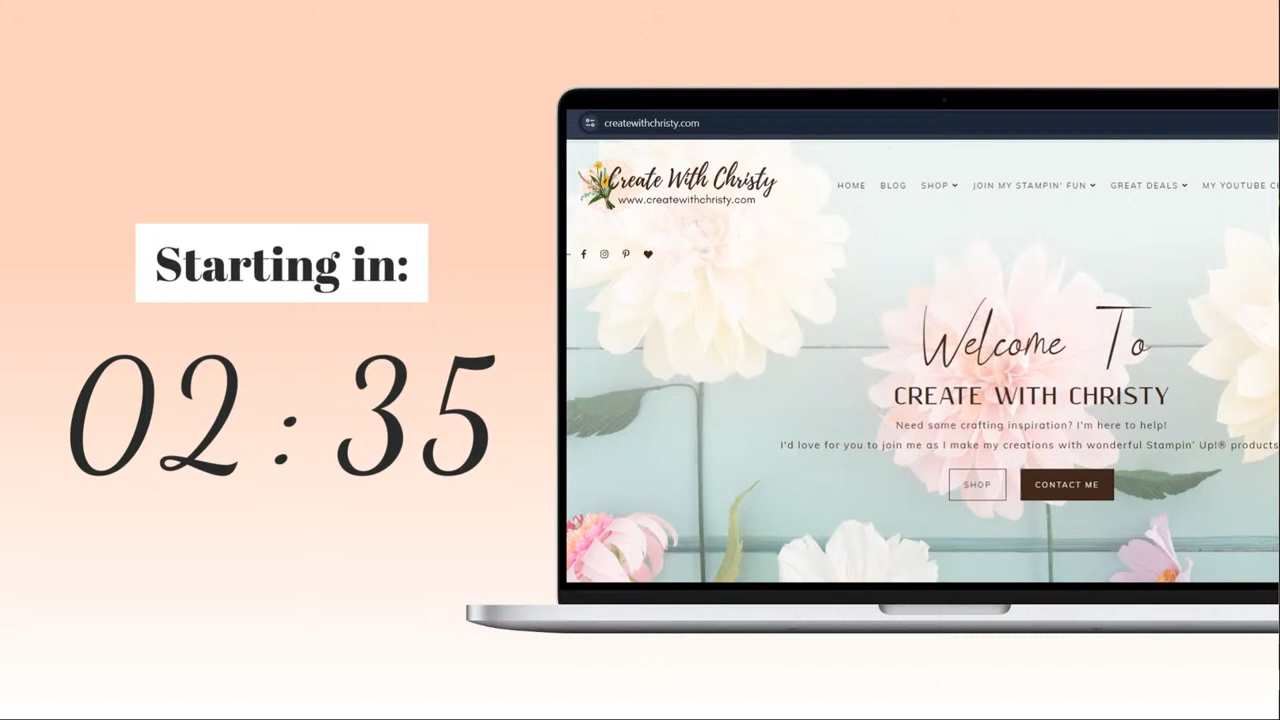 Starting in:
02:35
createwithchristy.com
Create With Christy
www.createwithchristy.com
HOME BLOG SHOP JOIN MY STAMPIN' FUN GREAT DEALS MY YOUTUBE
Welcome To
CREATE WITH CHRISTY
Need some crafting inspiration? I'm here to help!
I'd love for you to join me as I make my creations with wonderful Stampin' Up!® products
SHOP CONTACT ME